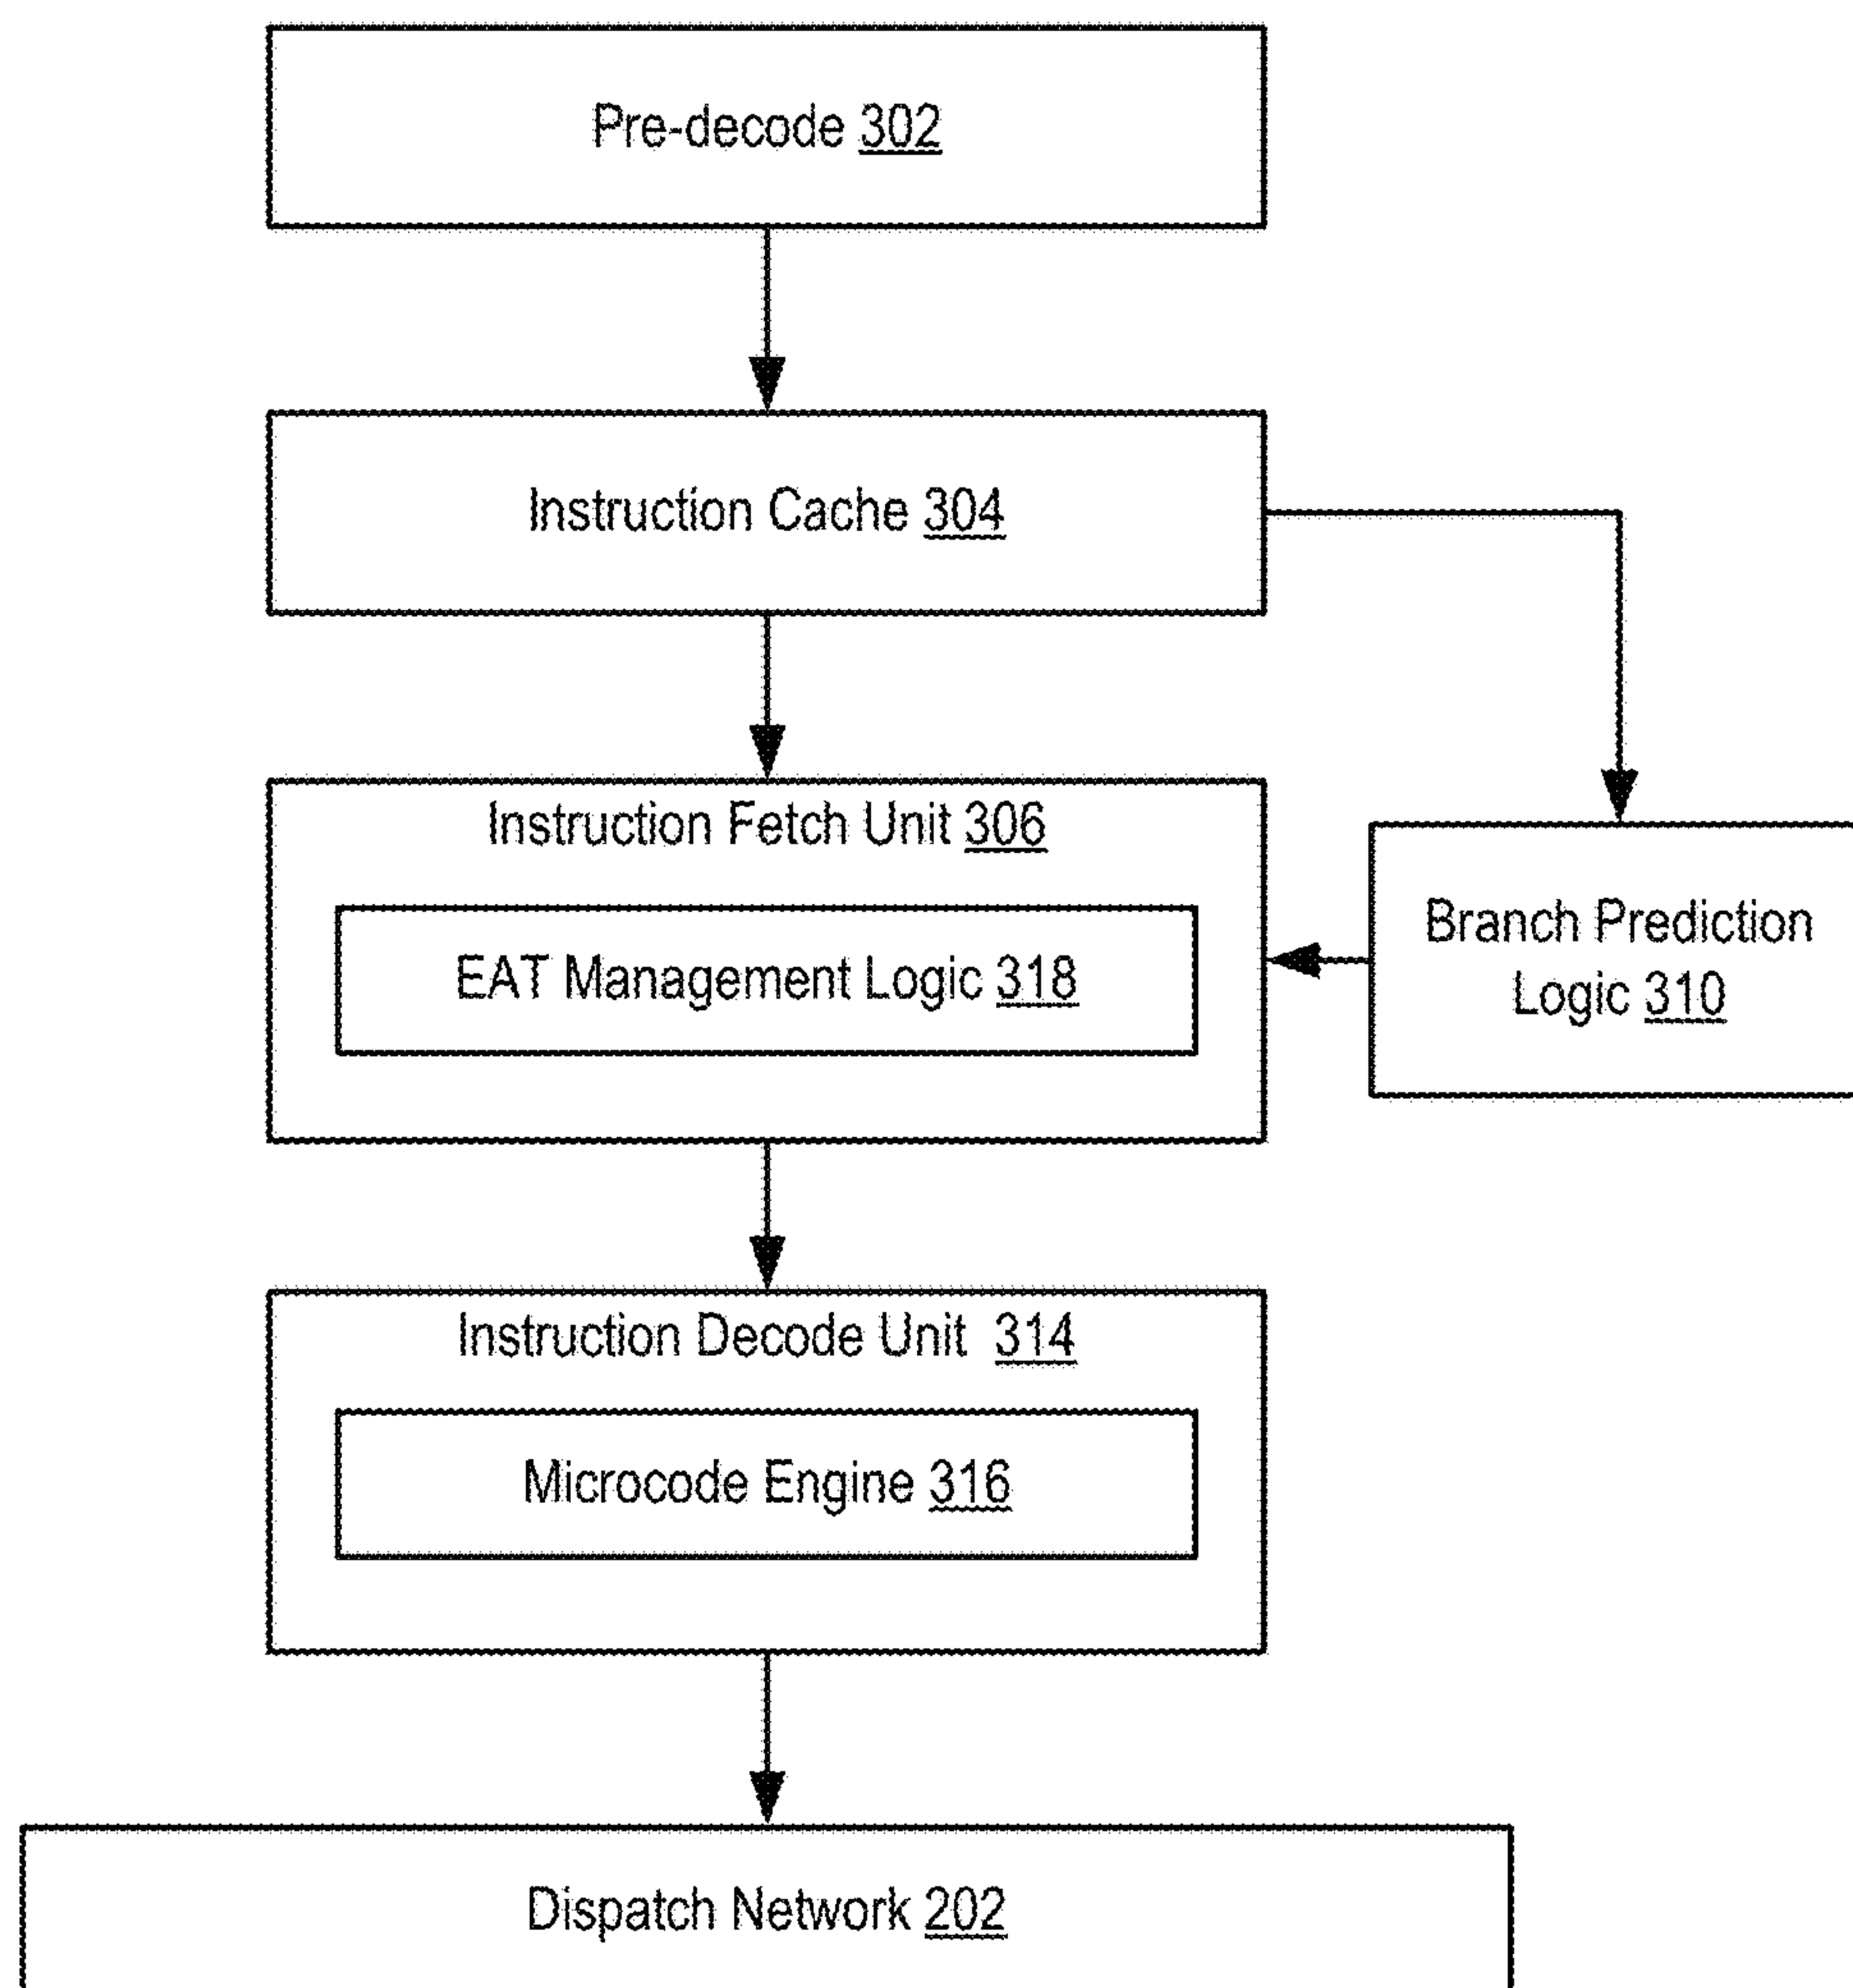 Pre-decode 302
Instruction Cache 304
Instruction Fetch Unit 306
EAT Management Logic 318
Branch Prediction
Logic 310
Instruction Decode Unit 314
Microcode Engine 316
Dispatch Network 202